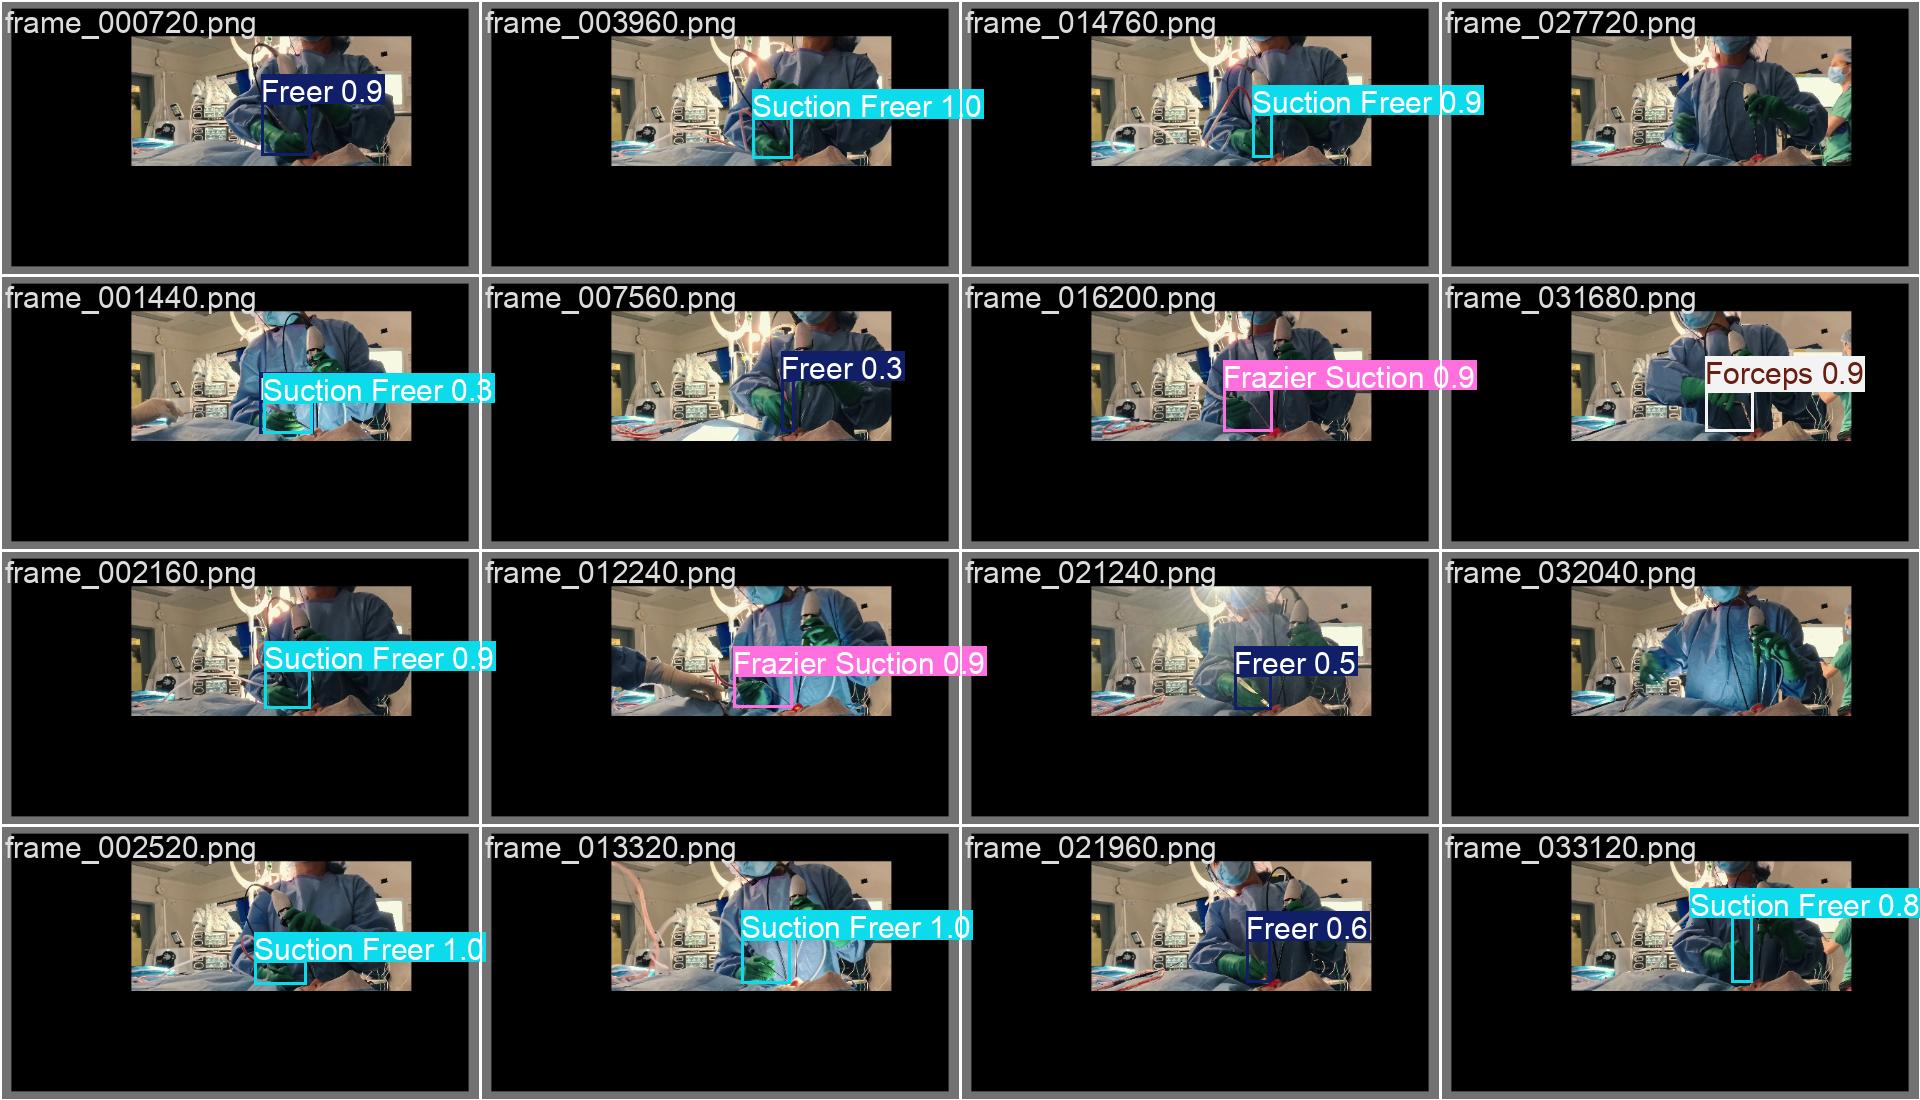 frame_000720.png
Freer 0.9
frame_003960.png
Suction Freer 1.0
frame_014760.png
Suction Freer 0.9
frame_027720.png
frame_001440.png
Suction Freer 0.3
frame_007560.png
Freer 0.3
frame_016200.png
Frazier Suction 0.9
frame_031680.png
Forceps 0.9
frame_002160.png
Suction Freer 0.9
frame_012240.png
Frazier Suction 0.9
frame_021240.png
Freer 0.5
frame_032040.png
frame_002520.png
Suction Freer 1.0
frame_013320.png
Suction Freer 1.0
frame_021960.png
Freer 0.6
frame_033120.png
Suction Freer 0.8